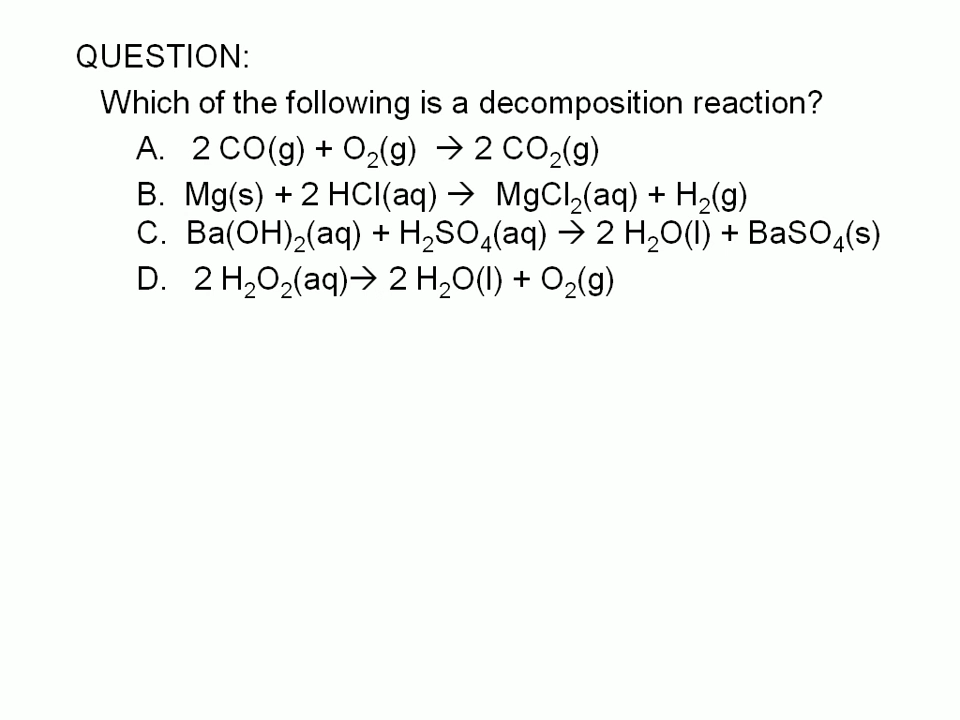 QUESTION:
Which of the following is a decomposition reaction?
A. 2 CO(g) + O₂(g) → 2 CO₂(g)
B. Mg(s) + 2 HCl(aq) → MgCl₂(aq) + H₂(g)
C. Ba(OH)₂(aq) + H₂SO₄(aq) → 2 H₂O(l) + BaSO₄(s)
D. 2 H₂O₂(aq)→ 2 H₂O(l) + O₂(g)